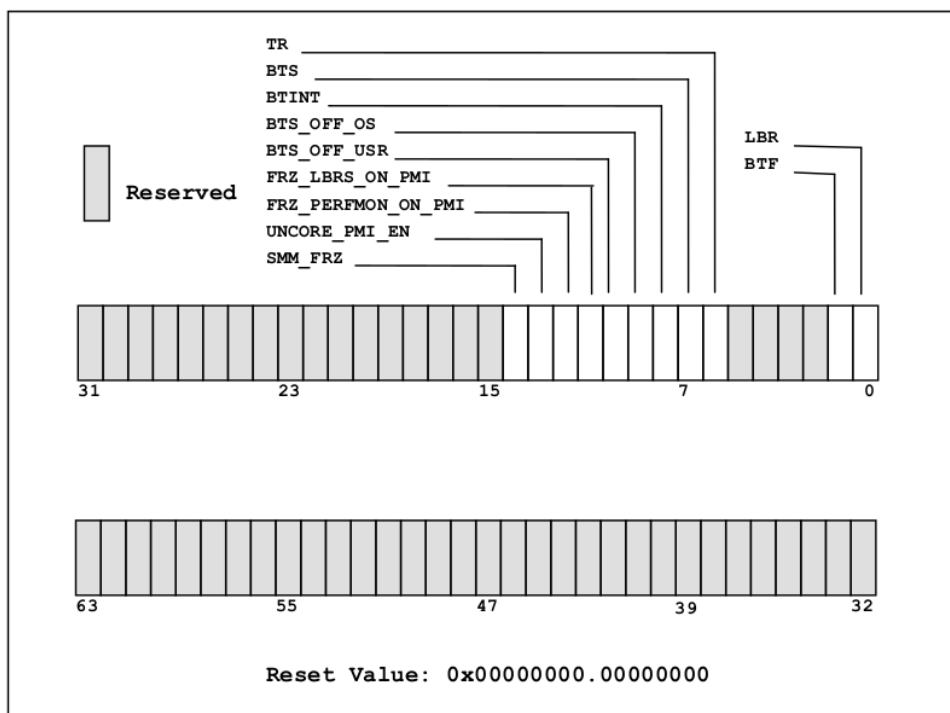 TR
BTS
BTINT
BTS_OFF_OS
BTS_OFF_USR
FRZ_LBRS_ON_PMI
FRZ_PERFMON_ON_PMI
UNCORE_PMI_EN
SMM_FRZ
LBR
BTF
Reserved
31 23 15 7 0
63 55 47 39 32
Reset Value: 0x00000000.00000000